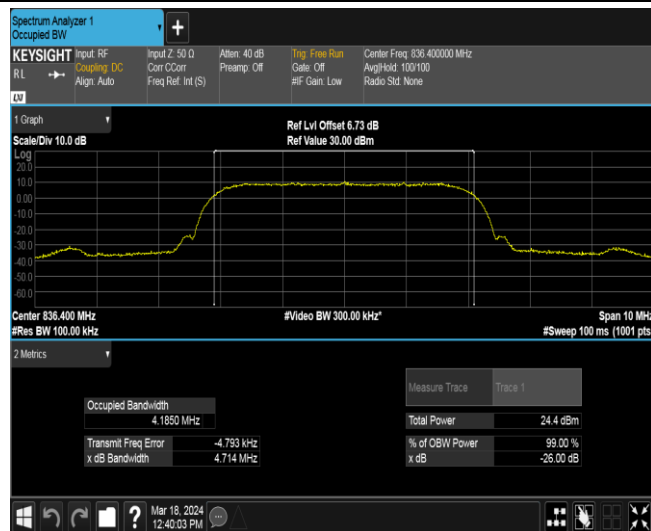 Spectrum Analyzer 1
Occupied BW
+
KEYSIGHT Input: RF Input Z: 50 Ω Atten: 40 dB Trig: Free Run Center Freq: 836.400000 MHz
RL Coupling: DC Corr CCorr Preamp: Off Gate: Off Avg|Hold: 100/100
Align: Auto Freq Ref: Int (S) #IF Gain: Low Radio Std: None
LXI
1 Graph
Ref Lvl Offset 6.73 dB
Scale/Div 10.0 dB Ref Value 30.00 dBm
Log
20.0
10.0
0.00
-10.0
-20.0
-30.0
-40.0
-50.0
-60.0
Center 836.400 MHz #Video BW 300.00 kHz* Span 10 MHz
#Res BW 100.00 kHz #Sweep 100 ms (1001 pts
2 Metrics
Measure Trace Trace 1
Occupied Bandwidth
4.1850 MHz Total Power 24.4 dBm
Transmit Freq Error -4.793 kHz % of OBW Power 99.00 %
x dB Bandwidth 4.714 MHz x dB -26.00 dB
? Mar 18, 2024
12:40:03 PM